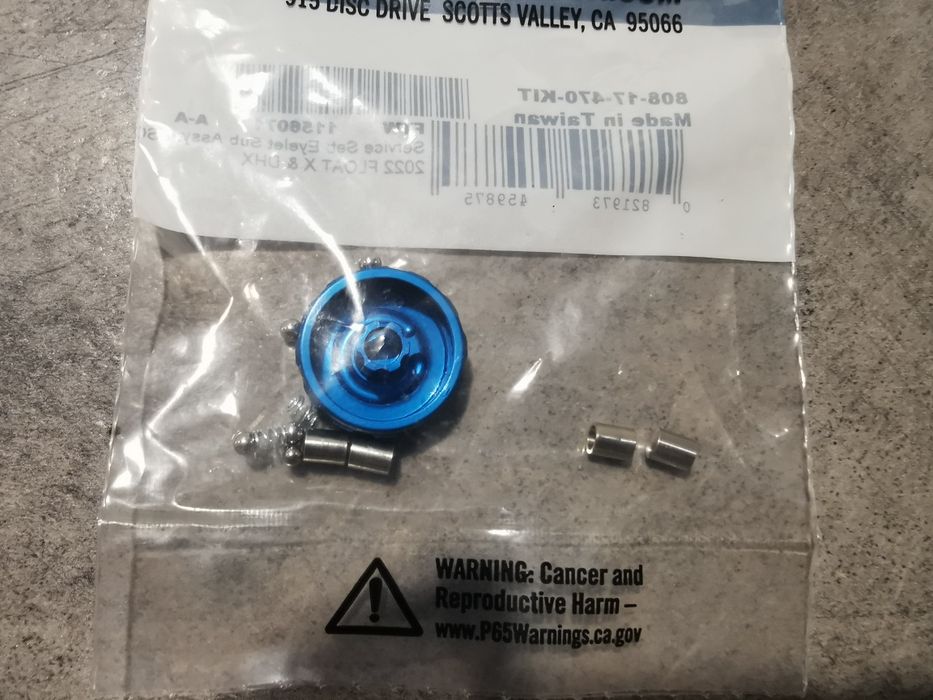 915 DISC DRIVE SCOTTS VALLEY, CA 95066
808-17-470-KIT
Made in Taiwan
0 821973 459875
A-A
Service Set: Eyelet Sub Assy
2022 FLOAT X & DHX
WARNING: Cancer and
Reproductive Harm –
www.P65Warnings.ca.gov